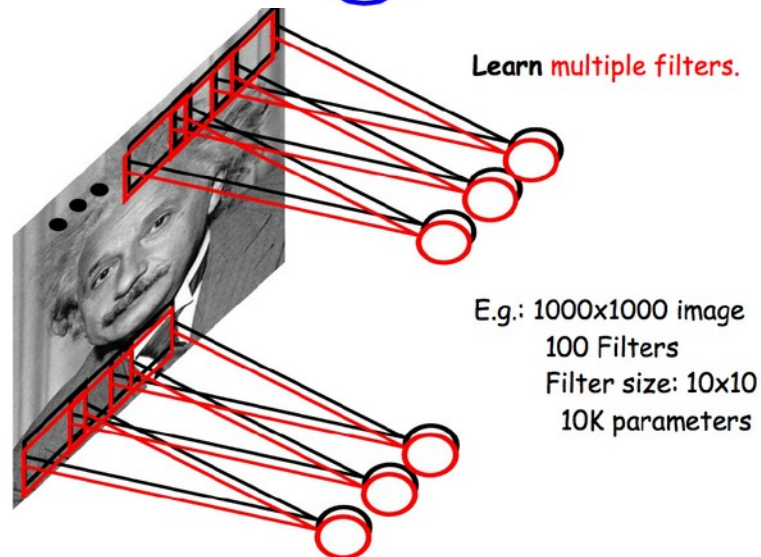 Learn multiple filters.
E.g.: 1000x1000 image
100 Filters
Filter size: 10x10
10K parameters